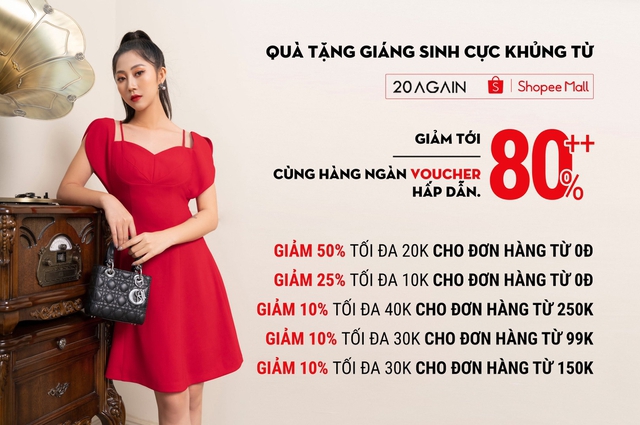 QUÀ TẶNG GIÁNG SINH CỰC KHỦNG TỪ
20AGAIN S Shopee Mall
GIẢM TỚI
80%++
CÙNG HÀNG NGÀN VOUCHER
HẤP DẪN.
GIẢM 50% TỐI ĐA 20K CHO ĐƠN HÀNG TỪ 0Đ
GIẢM 25% TỐI ĐA 10K CHO ĐƠN HÀNG TỪ 0Đ
GIẢM 10% TỐI ĐA 40K CHO ĐƠN HÀNG TỪ 250K
GIẢM 10% TỐI ĐA 30K CHO ĐƠN HÀNG TỪ 99K
GIẢM 10% TỐI ĐA 30K CHO ĐƠN HÀNG TỪ 150K